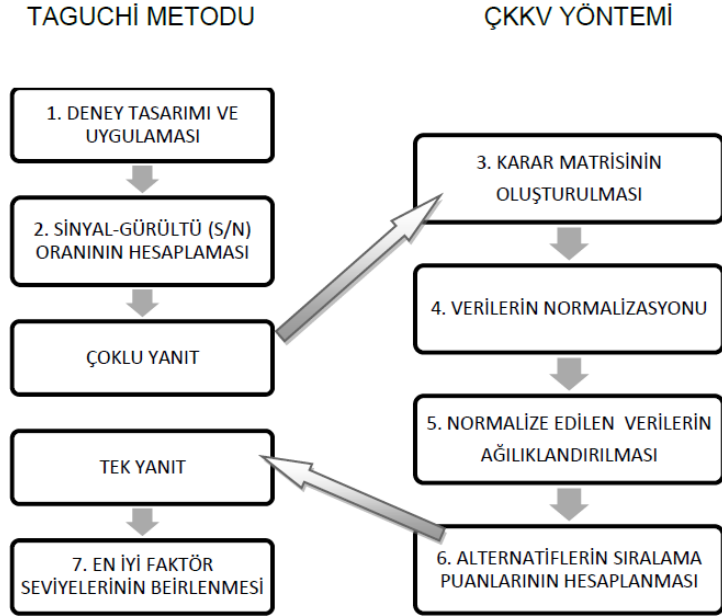 TAGUCHİ METODU
ÇKKV YÖNTEMİ
1. DENEY TASARIMI VE
UYGULAMASI
2. SİNYAL-GÜRÜLTÜ (S/N)
ORANININ HESAPLAMASI
ÇOKLU YANIT
3. KARAR MATRİSİNİN
OLUŞTURULMASI
4. VERİLERİN NORMALİZASYONU
5. NORMALİZE EDİLEN VERİLERİN
AĞILIKLANDIRILMASI
6. ALTERNATİFLERİN SIRALAMA
PUANLARININ HESAPLANMASI
TEK YANIT
7. EN İYİ FAKTÖR
SEVİYELERİNİN BEİRLENMESİ